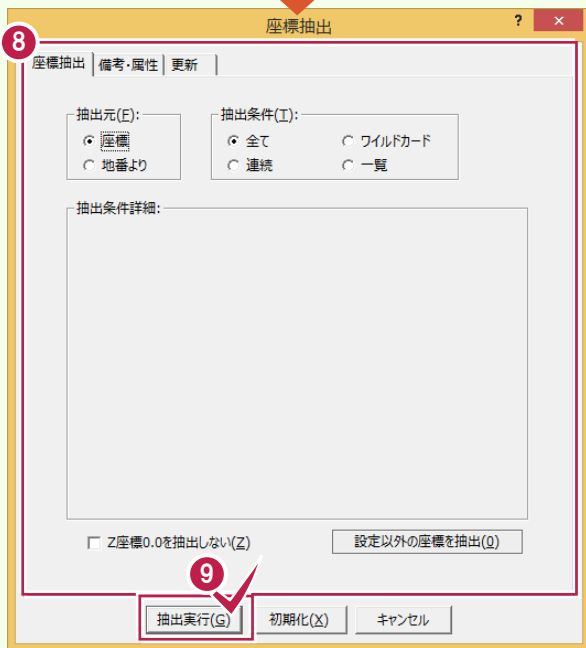 座標抽出 ? ×
8
座標抽出 備考・属性 更新
抽出元(F): 抽出条件(T):
座標 全て ワイルドカード
地番より 連続 一覧
抽出条件詳細:
Z座標0.0を抽出しない(Z) 設定以外の座標を抽出(0)
9
抽出実行(G) 初期化(X) キャンセル